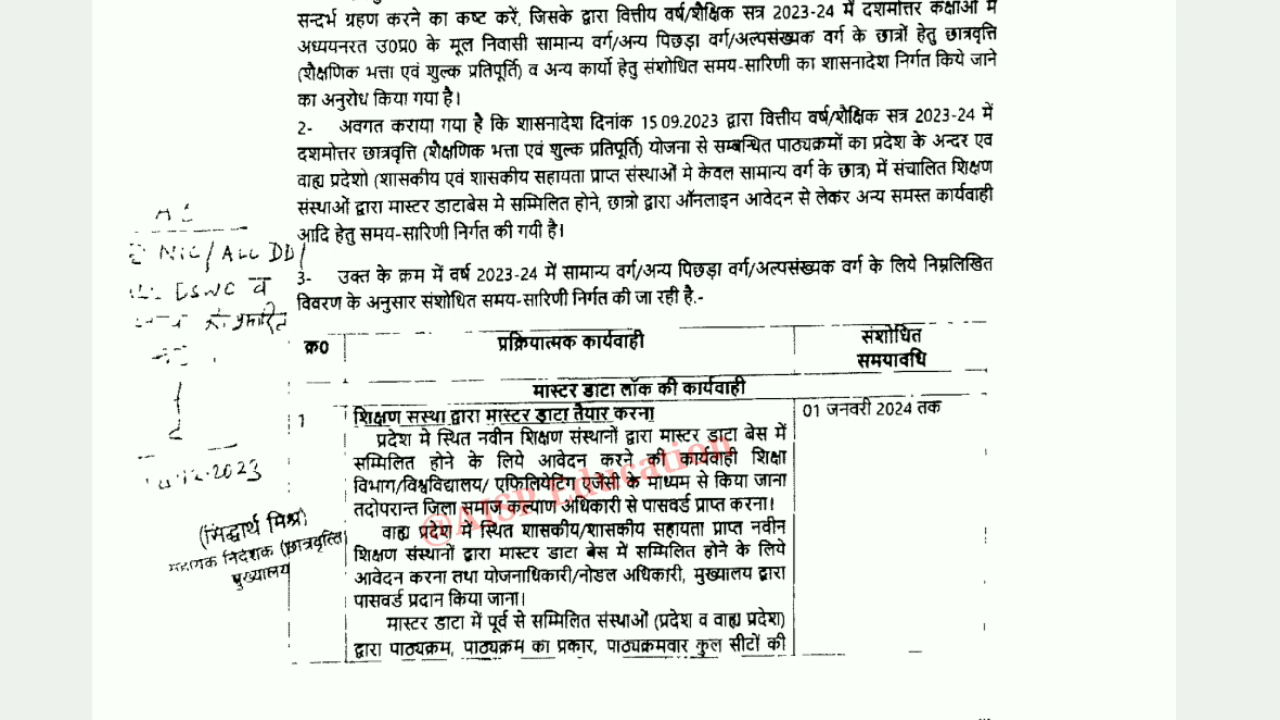 सन्दर्भ ग्रहण करने का कष्ट करें, जिसके द्वारा वित्तीय वर्ष/शैक्षिक सत्र 2023-24 में दशमोत्तर कक्षाओं में
अध्ययनरत उ0प्र0 के मूल निवासी सामान्य वर्ग/अन्य पिछड़ा वर्ग/अल्पसंख्यक वर्ग के छात्रों हेतु छात्रवृत्ति
(शैक्षणिक भत्ता एवं शुल्क प्रतिपूर्ति) व अन्य कार्यो हेतु संशोधित समय-सारिणी का शासनादेश निर्गत किये जाने
का अनुरोध किया गया है।
2- अवगत कराया गया है कि शासनादेश दिनांक 15 09.2023 द्वारा वित्तीय वर्ष/शैक्षिक सत्र 2023-24 में
दशमोत्तर छात्रवृत्ति (शैक्षणिक भत्ता एवं शुल्क प्रतिपूर्ति) योजना से सम्बन्धित पाठ्यक्रमों का प्रदेश के अन्दर एव
वाह्य प्रदेशो (शासकीय एवं शासकीय सहायता प्राप्त संस्थाओं मे केवल सामान्य वर्ग के छात्र) में संचालित शिक्षण
संस्थाओं द्वारा मास्टर डाटाबेस मे सम्मिलित होने, छात्रो द्वारा ऑनलाइन आवेदन से लेकर अन्य समस्त कार्यवाही
आदि हेतु समय-सारिणी निर्गत की गयी है।
NIC/ALL DD/
3- उक्त के क्रम में वर्ष 2023-24 में सामान्य वर्ग/अन्य पिछड़ा वर्ग/अल्पसंख्यक वर्ग के लिये निम्नलिखित
विवरण के अनुसार संशोधित समय-सारिणी निर्गत की जा रही है.-
क्र0 प्रक्रियात्मक कार्यवाही संशोधित
समयावधि
मास्टर डाटा लॉक की कार्यवाही
1 शिक्षण सस्था द्वारा मास्टर डाटा तैयार करना 01 जनवरी 2024 तक
प्रदेश मे स्थित नवीन शिक्षण संस्थानों द्वारा मास्टर डाटा बेस में
सम्मिलित होने के लिये आवेदन करने की कार्यवाही शिक्षा
विभाग/विश्वविद्यालय/ एफिलियेटिंग एजेंसी के माध्यम से किया जाना
तदोपरान्त जिला समाज कल्याण अधिकारी से पासवर्ड प्राप्त करना।
वाह्य प्रदेश में स्थित शासकीय/शासकीय सहायता प्राप्त नवीन
शिक्षण संस्थानों द्वारा मास्टर डाटा बेस में सम्मिलित होने के लिये
आवेदन करना तथा योजनाधिकारी/नोडल अधिकारी, मुख्यालय द्वारा
पासवर्ड प्रदान किया जाना।
मास्टर डाटा में पूर्व से सम्मिलित संस्थाओं (प्रदेश व वाह्य प्रदेश)
द्वारा पाठ्यक्रम, पाठ्यक्रम का प्रकार, पाठ्यक्रमवार कुल सीटों की
(सिद्धार्थ मिश्र)
निदेशक (छात्रवृत्ति)
मुख्यालय
@AISP Education